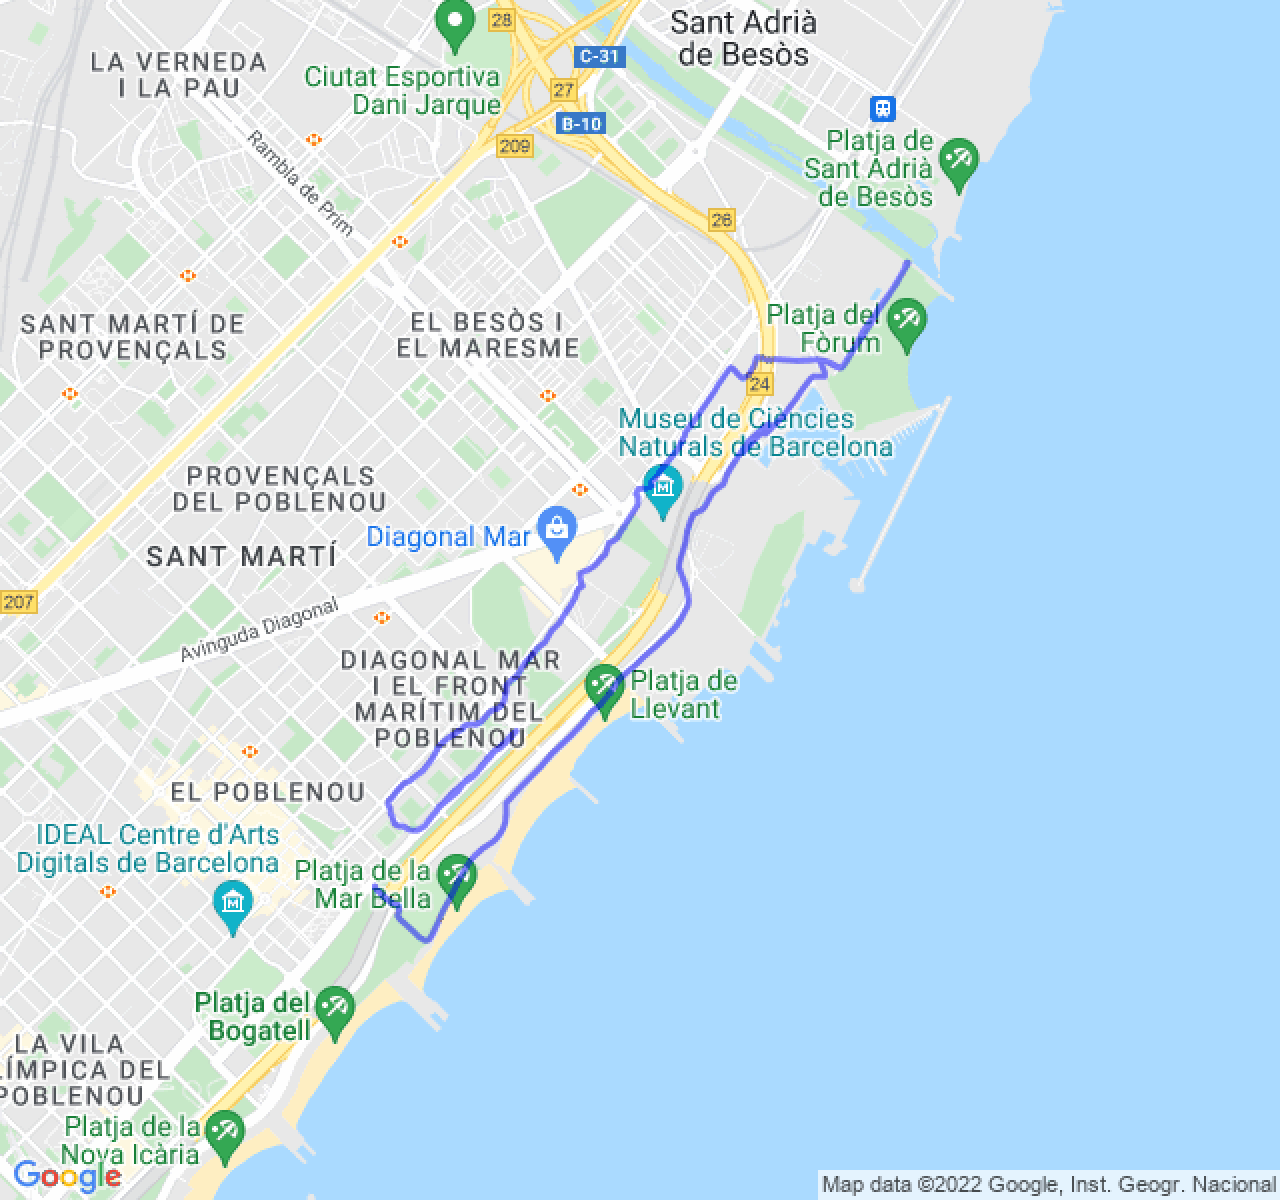 28
Sant Adrià
de Besòs
C-31
LA VERNEDA
I LA PAU
Ciutat Esportiva
Dani Jarque
27
B-10
209
Rambla de Prim
Platja de
Sant Adrià
de Besòs
26
SANT MARTÍ DE
PROVENÇALS
EL BESÒS I
EL MARESME
Platja del
Fòrum
24
Museu de Ciències
Naturals de Barcelona
PROVENÇALS
DEL POBLENOU
Diagonal Mar
SANT MARTÍ
207
Avinguda Diagonal
DIAGONAL MAR
I EL FRONT
MARÍTIM DEL
POBLENOU
Platja de
Llevant
EL POBLENOU
IDEAL Centre d'Arts
Digitals de Barcelona
Platja de la
Mar Bella
Platja del
Bogatell
LA VILA
LÍMPICA DEL
POBLENOU
Platja de la
Nova Icària
Google
Map data ©2022 Google, Inst. Geogr. Nacional